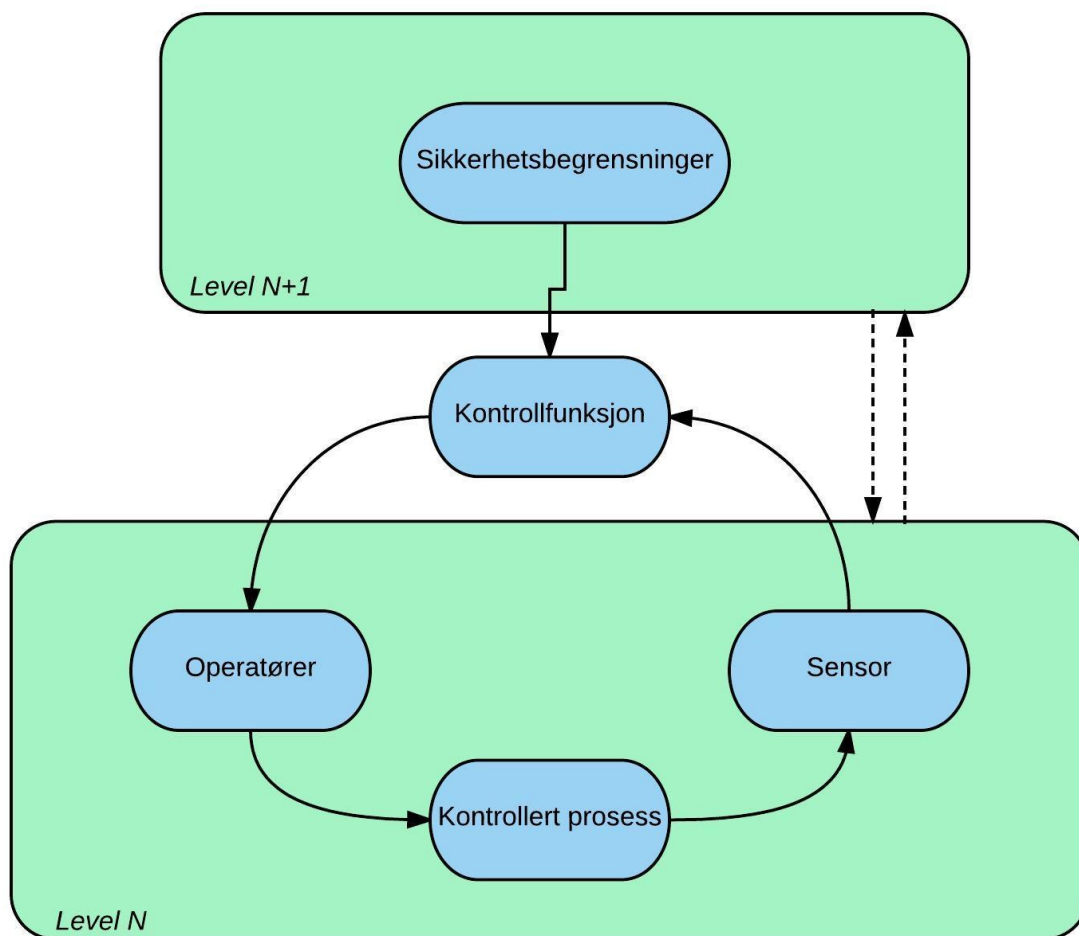 Sikkerhetsbegrensninger
Level N+1
Kontrollfunksjon
Operatører
Sensor
Kontrollert prosess
Level N